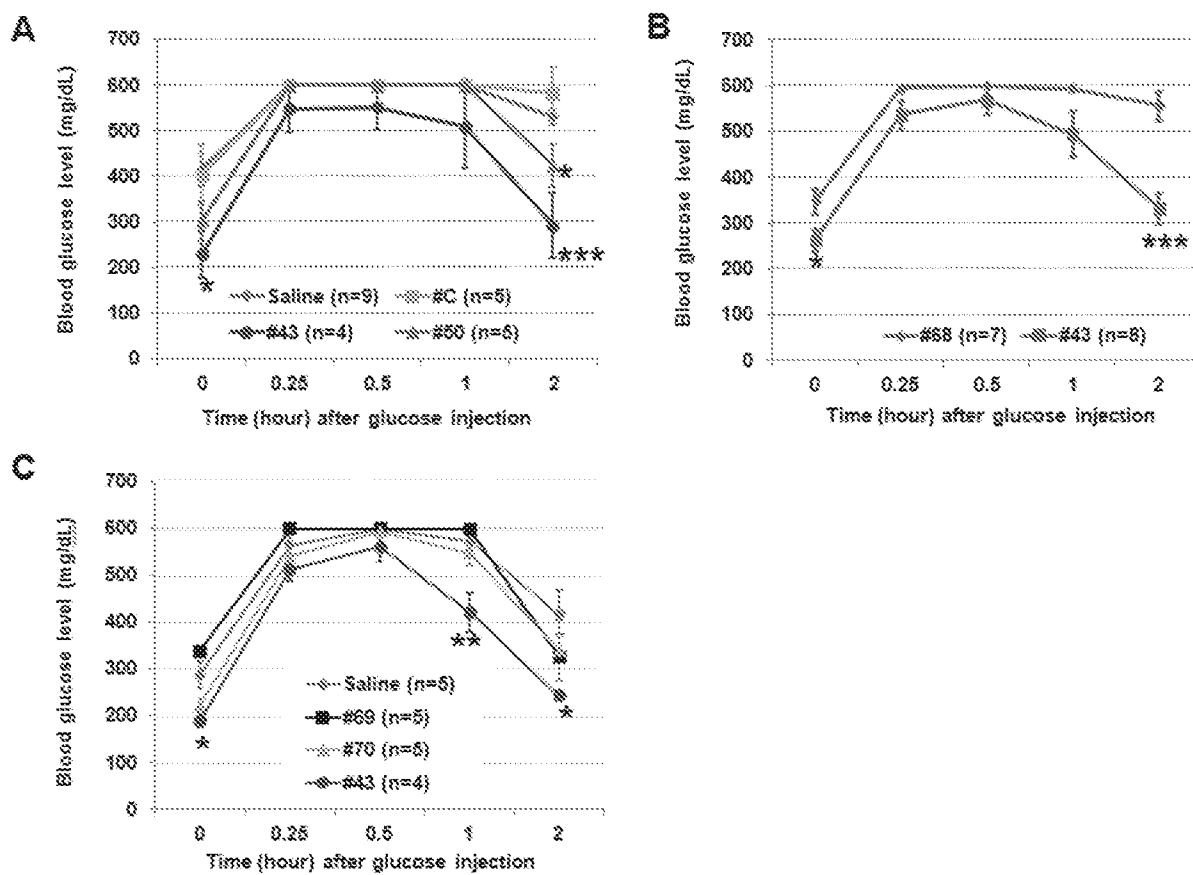 A
Blood glucose level (mg/dL)
700
600
500
400
300
200
100
0
*
***
*
Saline (n=9)
#C (n=5)
#43 (n=4)
#50 (n=5)
0 0.25 0.5 1 2
Time (hour) after glucose injection
B
Blood glucose level (mg/dL)
700
600
500
400
300
200
100
0
*
***
#68 (n=7)
#43 (n=8)
0 0.25 0.5 1 2
Time (hour) after glucose injection
C
Blood glucose level (mg/dL)
700
600
500
400
300
200
100
0
**
*
*
Saline (n=5)
#69 (n=5)
#70 (n=5)
#43 (n=4)
0 0.25 0.5 1 2
Time (hour) after glucose injection